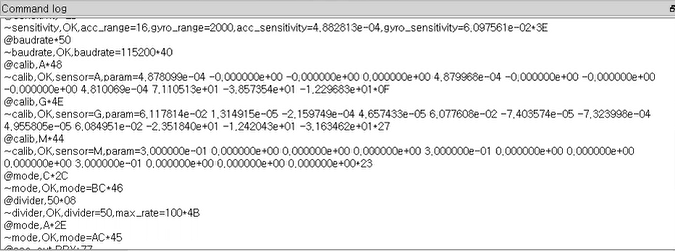 Command log
~sensitivity,OK,acc_range=16,gyro_range=2000,acc_sensitivity=4.882813e-04,gyro_sensitivity=6.097561e-02*3E
@baudrate*50
~baudrate,OK,baudrate=115200*40
@calib,A*48
~calib,OK,sensor=A,param=4.878099e-04 -0.000000e+00 -0.000000e+00 0.000000e+00 4.879968e-04 -0.000000e+00 -0.000000e+00
-0.000000e+00 4.810069e-04 7.110513e+01 -3.857354e+01 -1.229683e+01*0F
@calib,G*4E
~calib,OK,sensor=G,param=6.117814e-02 1.314915e-05 -2.159749e-04 4.657433e-05 6.077608e-02 -7.403574e-05 -7.323998e-04
4.955805e-05 6.084951e-02 -2.351840e+01 -1.242043e+01 -3.163462e+01*27
@calib,M*44
~calib,OK,sensor=M,param=3.000000e-01 0.000000e+00 0.000000e+00 0.000000e+00 3.000000e-01 0.000000e+00 0.000000e+00
0.000000e+00 3.000000e-01 0.000000e+00 0.000000e+00 0.000000e+00*23
@mode,C*2C
~mode,OK,mode=BC*46
@divider,50*08
~divider,OK,divider=50,max_rate=100*4B
@mode,A*2E
~mode,OK,mode=AC*45